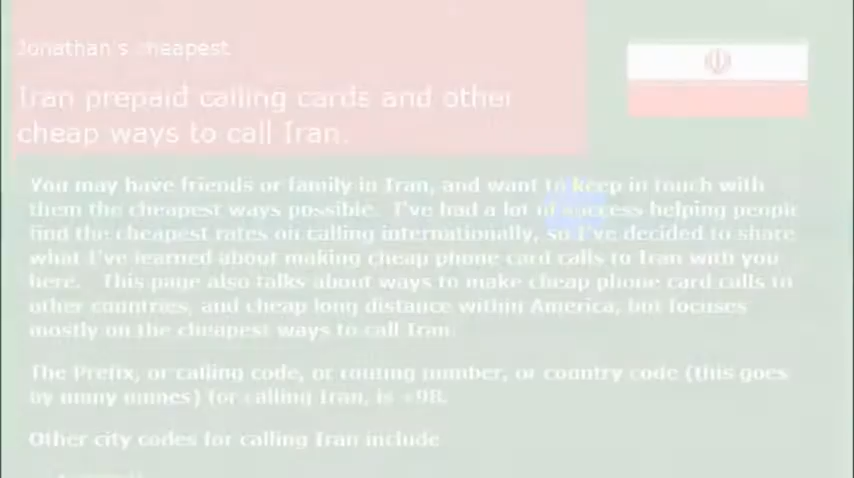 Jonathan's cheapest
Iran prepaid calling cards and other
cheap ways to call Iran.
You may have friends or family in Iran, and want to keep in touch with
them the cheapest ways possible. I've had a lot of success helping people
find the cheapest rates on calling internationally, so I've decided to share
what I've learned about making cheap phone card calls to Iran with you
here. This page also talks about ways to make cheap phone card calls to
other countries, and cheap long distance within America, but focuses
mostly on the cheapest ways to call Iran.
The Prefix, or calling code, or routing number, or country code (this goes
by many names) for calling Iran, is +98.
Other city codes for calling Iran include